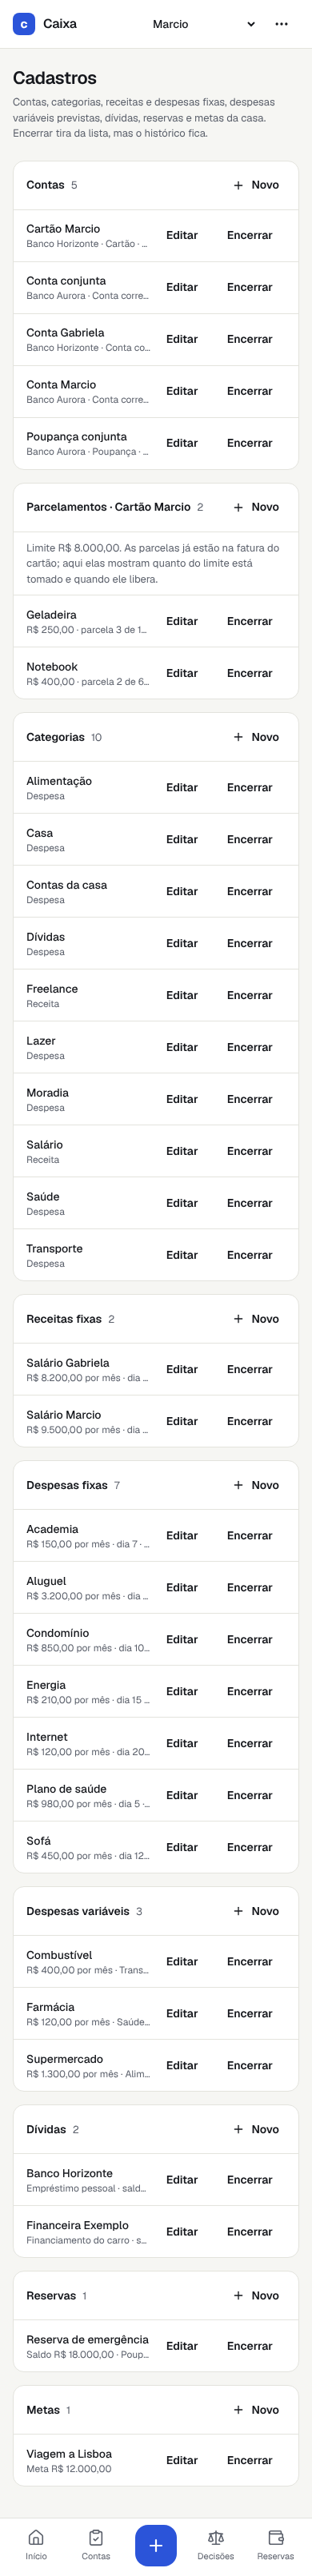 c Caixa Marcio
Cadastros
Contas, categorias, receitas e despesas fixas, despesas
variáveis previstas, dívidas, reservas e metas da casa.
Encerrar tira da lista, mas o histórico fica.
Contas 5 + Novo
Cartão Marcio
Banco Horizonte · Cartão · ...
Editar Encerrar
Conta conjunta
Banco Aurora · Conta corre...
Editar Encerrar
Conta Gabriela
Banco Horizonte · Conta co...
Editar Encerrar
Conta Marcio
Banco Aurora · Conta corre...
Editar Encerrar
Poupança conjunta
Banco Aurora · Poupança · ...
Editar Encerrar
Parcelamentos · Cartão Marcio 2 + Novo
Limite R$ 8.000,00. As parcelas já estão na fatura do
cartão; aqui elas mostram quanto do limite está
tomado e quando ele libera.
Geladeira
R$ 250,00 · parcela 3 de 1...
Editar Encerrar
Notebook
R$ 400,00 · parcela 2 de 6...
Editar Encerrar
Categorias 10 + Novo
Alimentação
Despesa
Editar Encerrar
Casa
Despesa
Editar Encerrar
Contas da casa
Despesa
Editar Encerrar
Dívidas
Despesa
Editar Encerrar
Freelance
Receita
Editar Encerrar
Lazer
Despesa
Editar Encerrar
Moradia
Despesa
Editar Encerrar
Salário
Receita
Editar Encerrar
Saúde
Despesa
Editar Encerrar
Transporte
Despesa
Editar Encerrar
Receitas fixas 2 + Novo
Salário Gabriela
R$ 8.200,00 por mês · dia ...
Editar Encerrar
Salário Marcio
R$ 9.500,00 por mês · dia ...
Editar Encerrar
Despesas fixas 7 + Novo
Academia
R$ 150,00 por mês · dia 7 · ...
Editar Encerrar
Aluguel
R$ 3.200,00 por mês · dia ...
Editar Encerrar
Condomínio
R$ 850,00 por mês · dia 10...
Editar Encerrar
Energia
R$ 210,00 por mês · dia 15 ...
Editar Encerrar
Internet
R$ 120,00 por mês · dia 20...
Editar Encerrar
Plano de saúde
R$ 980,00 por mês · dia 5 ·...
Editar Encerrar
Sofá
R$ 450,00 por mês · dia 12...
Editar Encerrar
Despesas variáveis 3 + Novo
Combustível
R$ 400,00 por mês · Trans...
Editar Encerrar
Farmácia
R$ 120,00 por mês · Saúde...
Editar Encerrar
Supermercado
R$ 1.300,00 por mês · Alim...
Editar Encerrar
Dívidas 2 + Novo
Banco Horizonte
Empréstimo pessoal · sald...
Editar Encerrar
Financeira Exemplo
Financiamento do carro · s...
Editar Encerrar
Reservas 1 + Novo
Reserva de emergência
Saldo R$ 18.000,00 · Poup...
Editar Encerrar
Metas 1 + Novo
Viagem a Lisboa
Meta R$ 12.000,00
Editar Encerrar
Início Contas Decisões Reservas